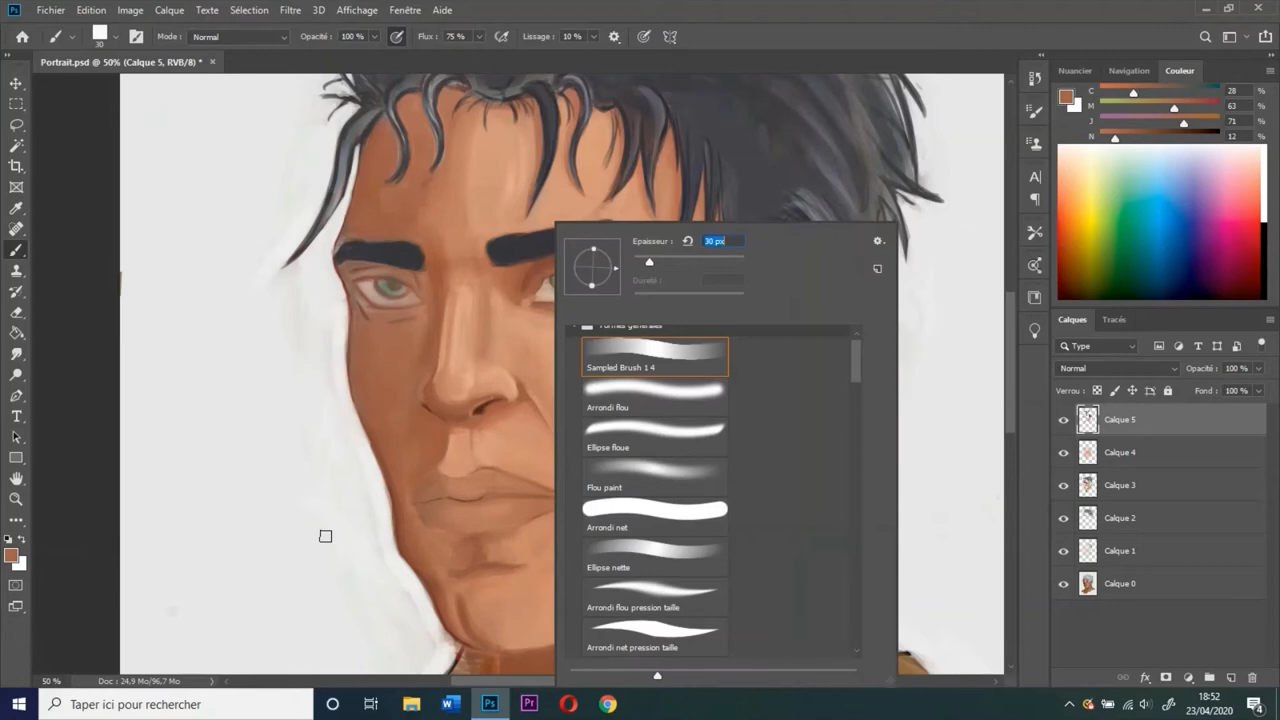 Ps Fichier Edition Image Calque Texte Sélection Filtre 3D Affichage Fenêtre Aide
30 Mode : Normal Opacité : 100 % Flux : 75 % Lissage : 10 %
Portrait.psd @ 50% (Calque 5, RVB/8) * ×
Nuancier Navigation Couleur
C 28 %
M 63 %
J 71 %
N 12 %
Epaisseur : 30 px
Dureté :
Formes générales
Sampled Brush 1 4
Arrondi flou
Ellipse floue
Flou paint
Arrondi net
Ellipse nette
Arrondi flou pression taille
Arrondi net pression taille
Calques Tracés
Type
Normal Opacité : 100 %
Verrou : Fond : 100 %
Calque 5
Calque 4
Calque 3
Calque 2
Calque 1
Calque 0
50 % Doc : 24,9 Mo/96,7 Mo
Taper ici pour rechercher
18:52
23/04/2020
4